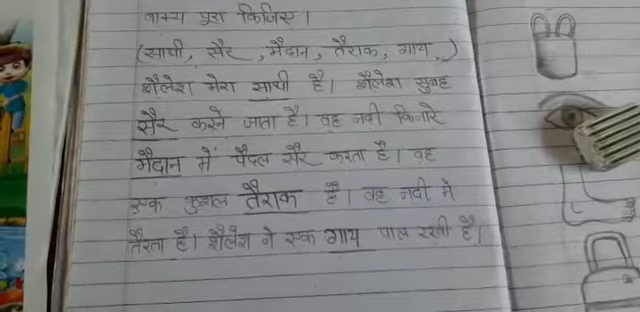 वाक्य पुरा किजिए।
(साथी, सैर, मैदान, तैराक, गाय,)
शैलेश मेरा साथी है। शैलेश सुबह
सैर करने जाता है। वह नदी किनारे
मैदान में पैदल सैर करता है। वह
एक कुशल तैराक है। वह नदी मे
तैरता है। शैलेश ने एक गाय पाल रखी है।